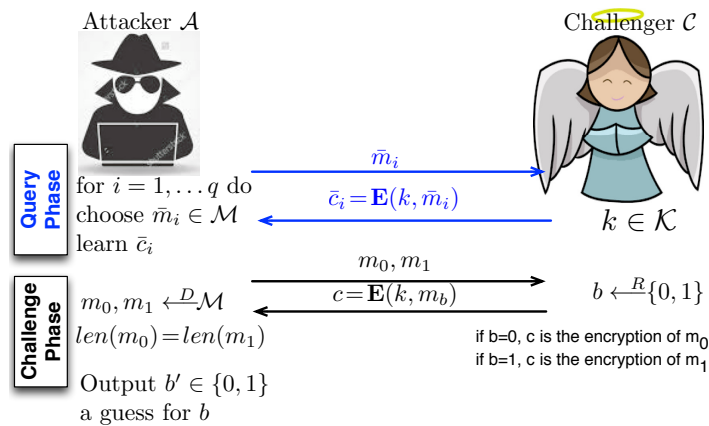 Attacker 𝒜
Challenger 𝒞
Query
Phase
for i = 1, . . . q do
choose m̄ᵢ ∈ ℳ
learn c̄ᵢ
m̄ᵢ
c̄ᵢ = E(k, m̄ᵢ)
k ∈ 𝒦
Challenge
Phase
m₀, m₁ ←D ℳ
len(m₀) = len(m₁)
m₀, m₁
c = E(k, m_b)
b ←R {0, 1}
if b=0, c is the encryption of m₀
if b=1, c is the encryption of m₁
Output b′ ∈ {0, 1}
a guess for b